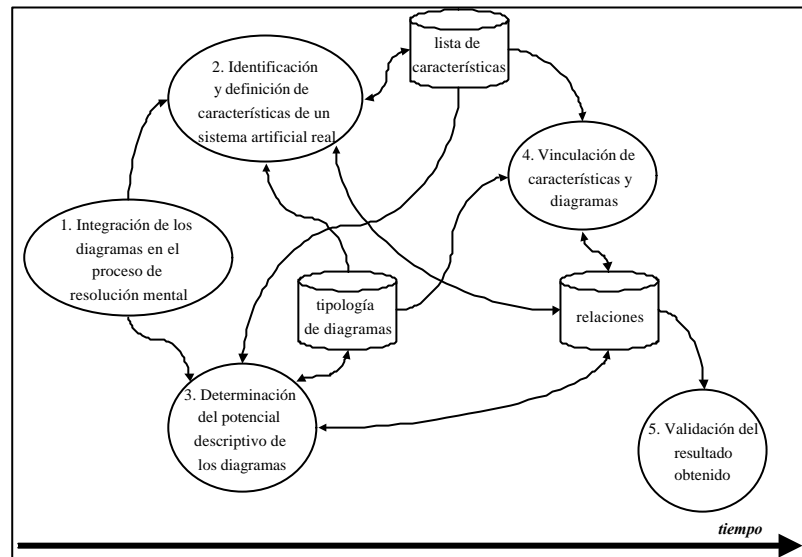 lista de
características
2. Identificación
y definición de
características de un
sistema artificial real
4. Vinculación de
características y
diagramas
1. Integración de los
diagramas en el
proceso de
resolución mental
tipología
de diagramas
relaciones
3. Determinación
del potencial
descriptivo de
los diagramas
5. Validación del
resultado
obtenido
tiempo